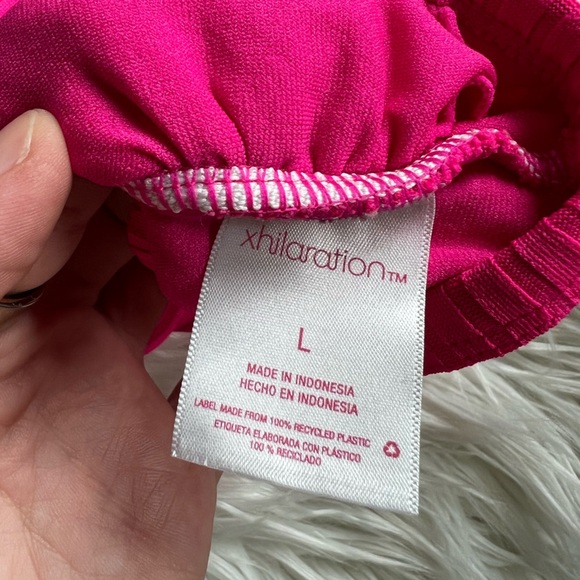 xhilaration™
L
MADE IN INDONESIA
HECHO EN INDONESIA
LABEL MADE FROM 100% RECYCLED PLASTIC
ETIQUETA ELABORADA CON PLÁSTICO
100 % RECICLADO